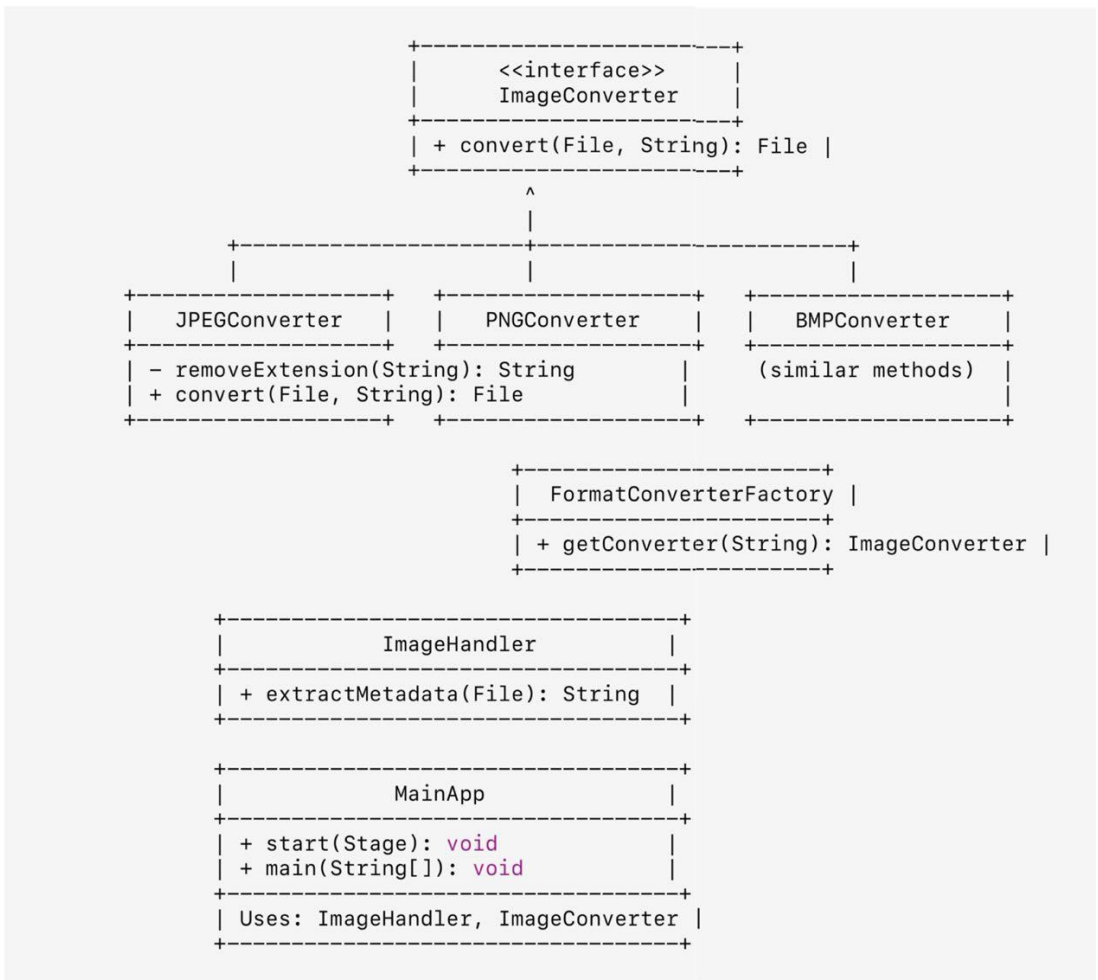 <<interface>>
ImageConverter
+ convert(File, String): File
JPEGConverter
PNGConverter
BMPConverter
− removeExtension(String): String
(similar methods)
+ convert(File, String): File
FormatConverterFactory
+ getConverter(String): ImageConverter
ImageHandler
+ extractMetadata(File): String
MainApp
+ start(Stage): void
+ main(String[]): void
Uses: ImageHandler, ImageConverter